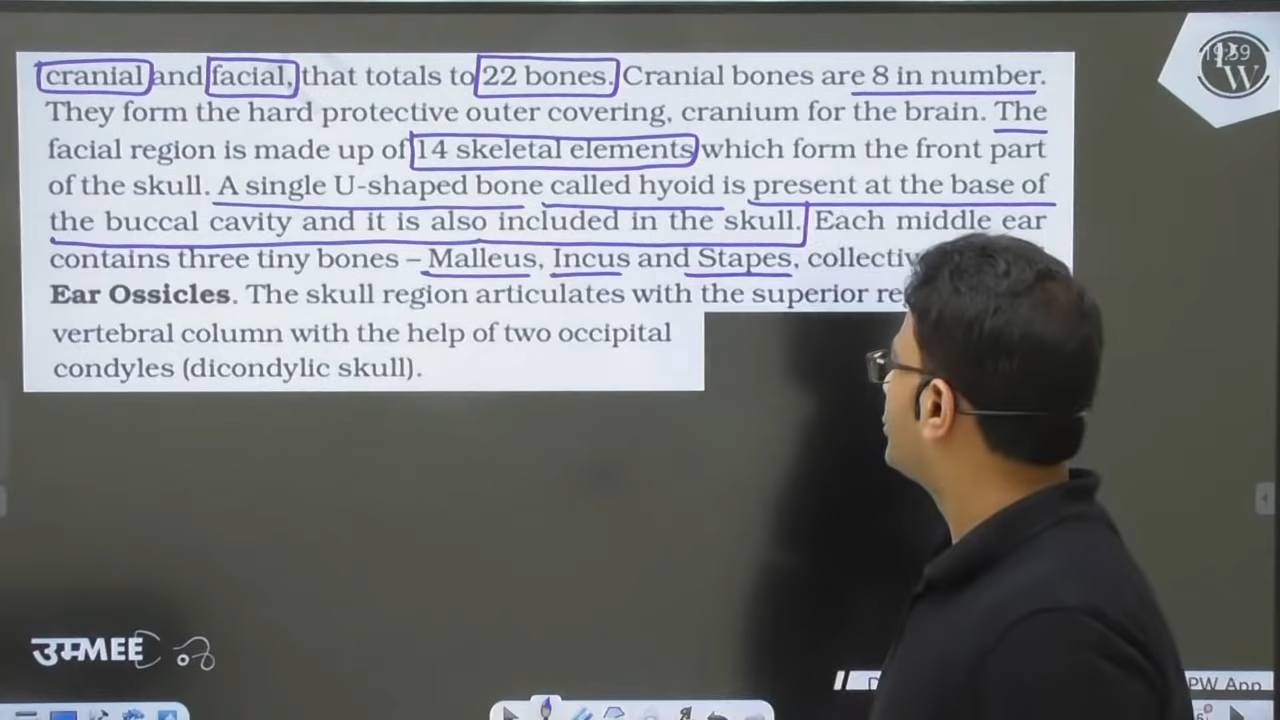 cranial and facial, that totals to 22 bones. Cranial bones are 8 in number.
They form the hard protective outer covering, cranium for the brain. The
facial region is made up of 14 skeletal elements which form the front part
of the skull. A single U-shaped bone called hyoid is present at the base of
the buccal cavity and it is also included in the skull. Each middle ear
contains three tiny bones – Malleus, Incus and Stapes, collectiv
Ear Ossicles. The skull region articulates with the superior re
vertebral column with the help of two occipital
condyles (dicondylic skull).
19:59
PW
उम्MEE
D
PW App